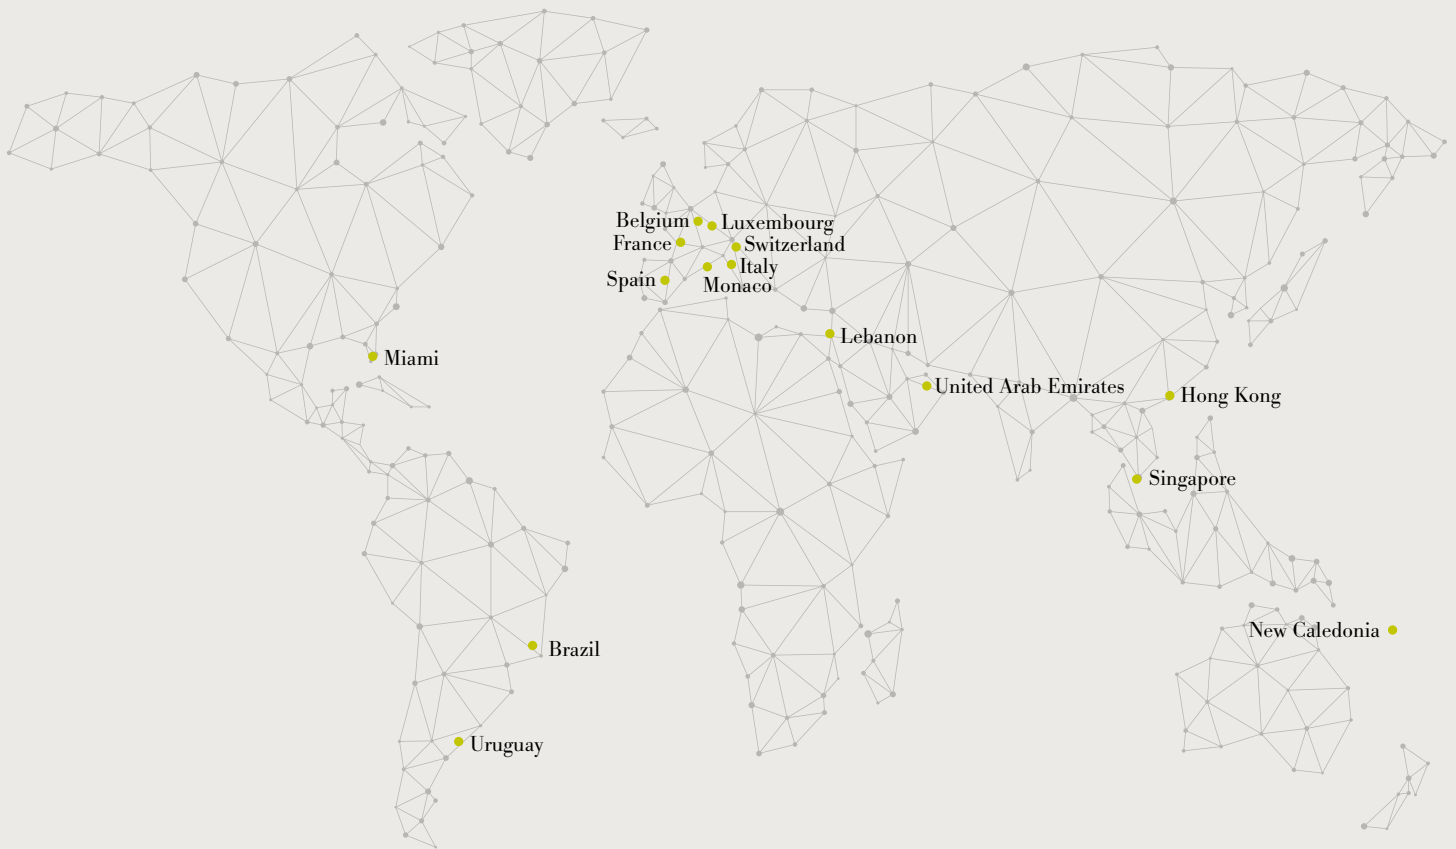 Belgium
Luxembourg
France
Switzerland
Italy
Spain
Monaco
Lebanon
Miami
United Arab Emirates
Hong Kong
Singapore
New Caledonia
Brazil
Uruguay